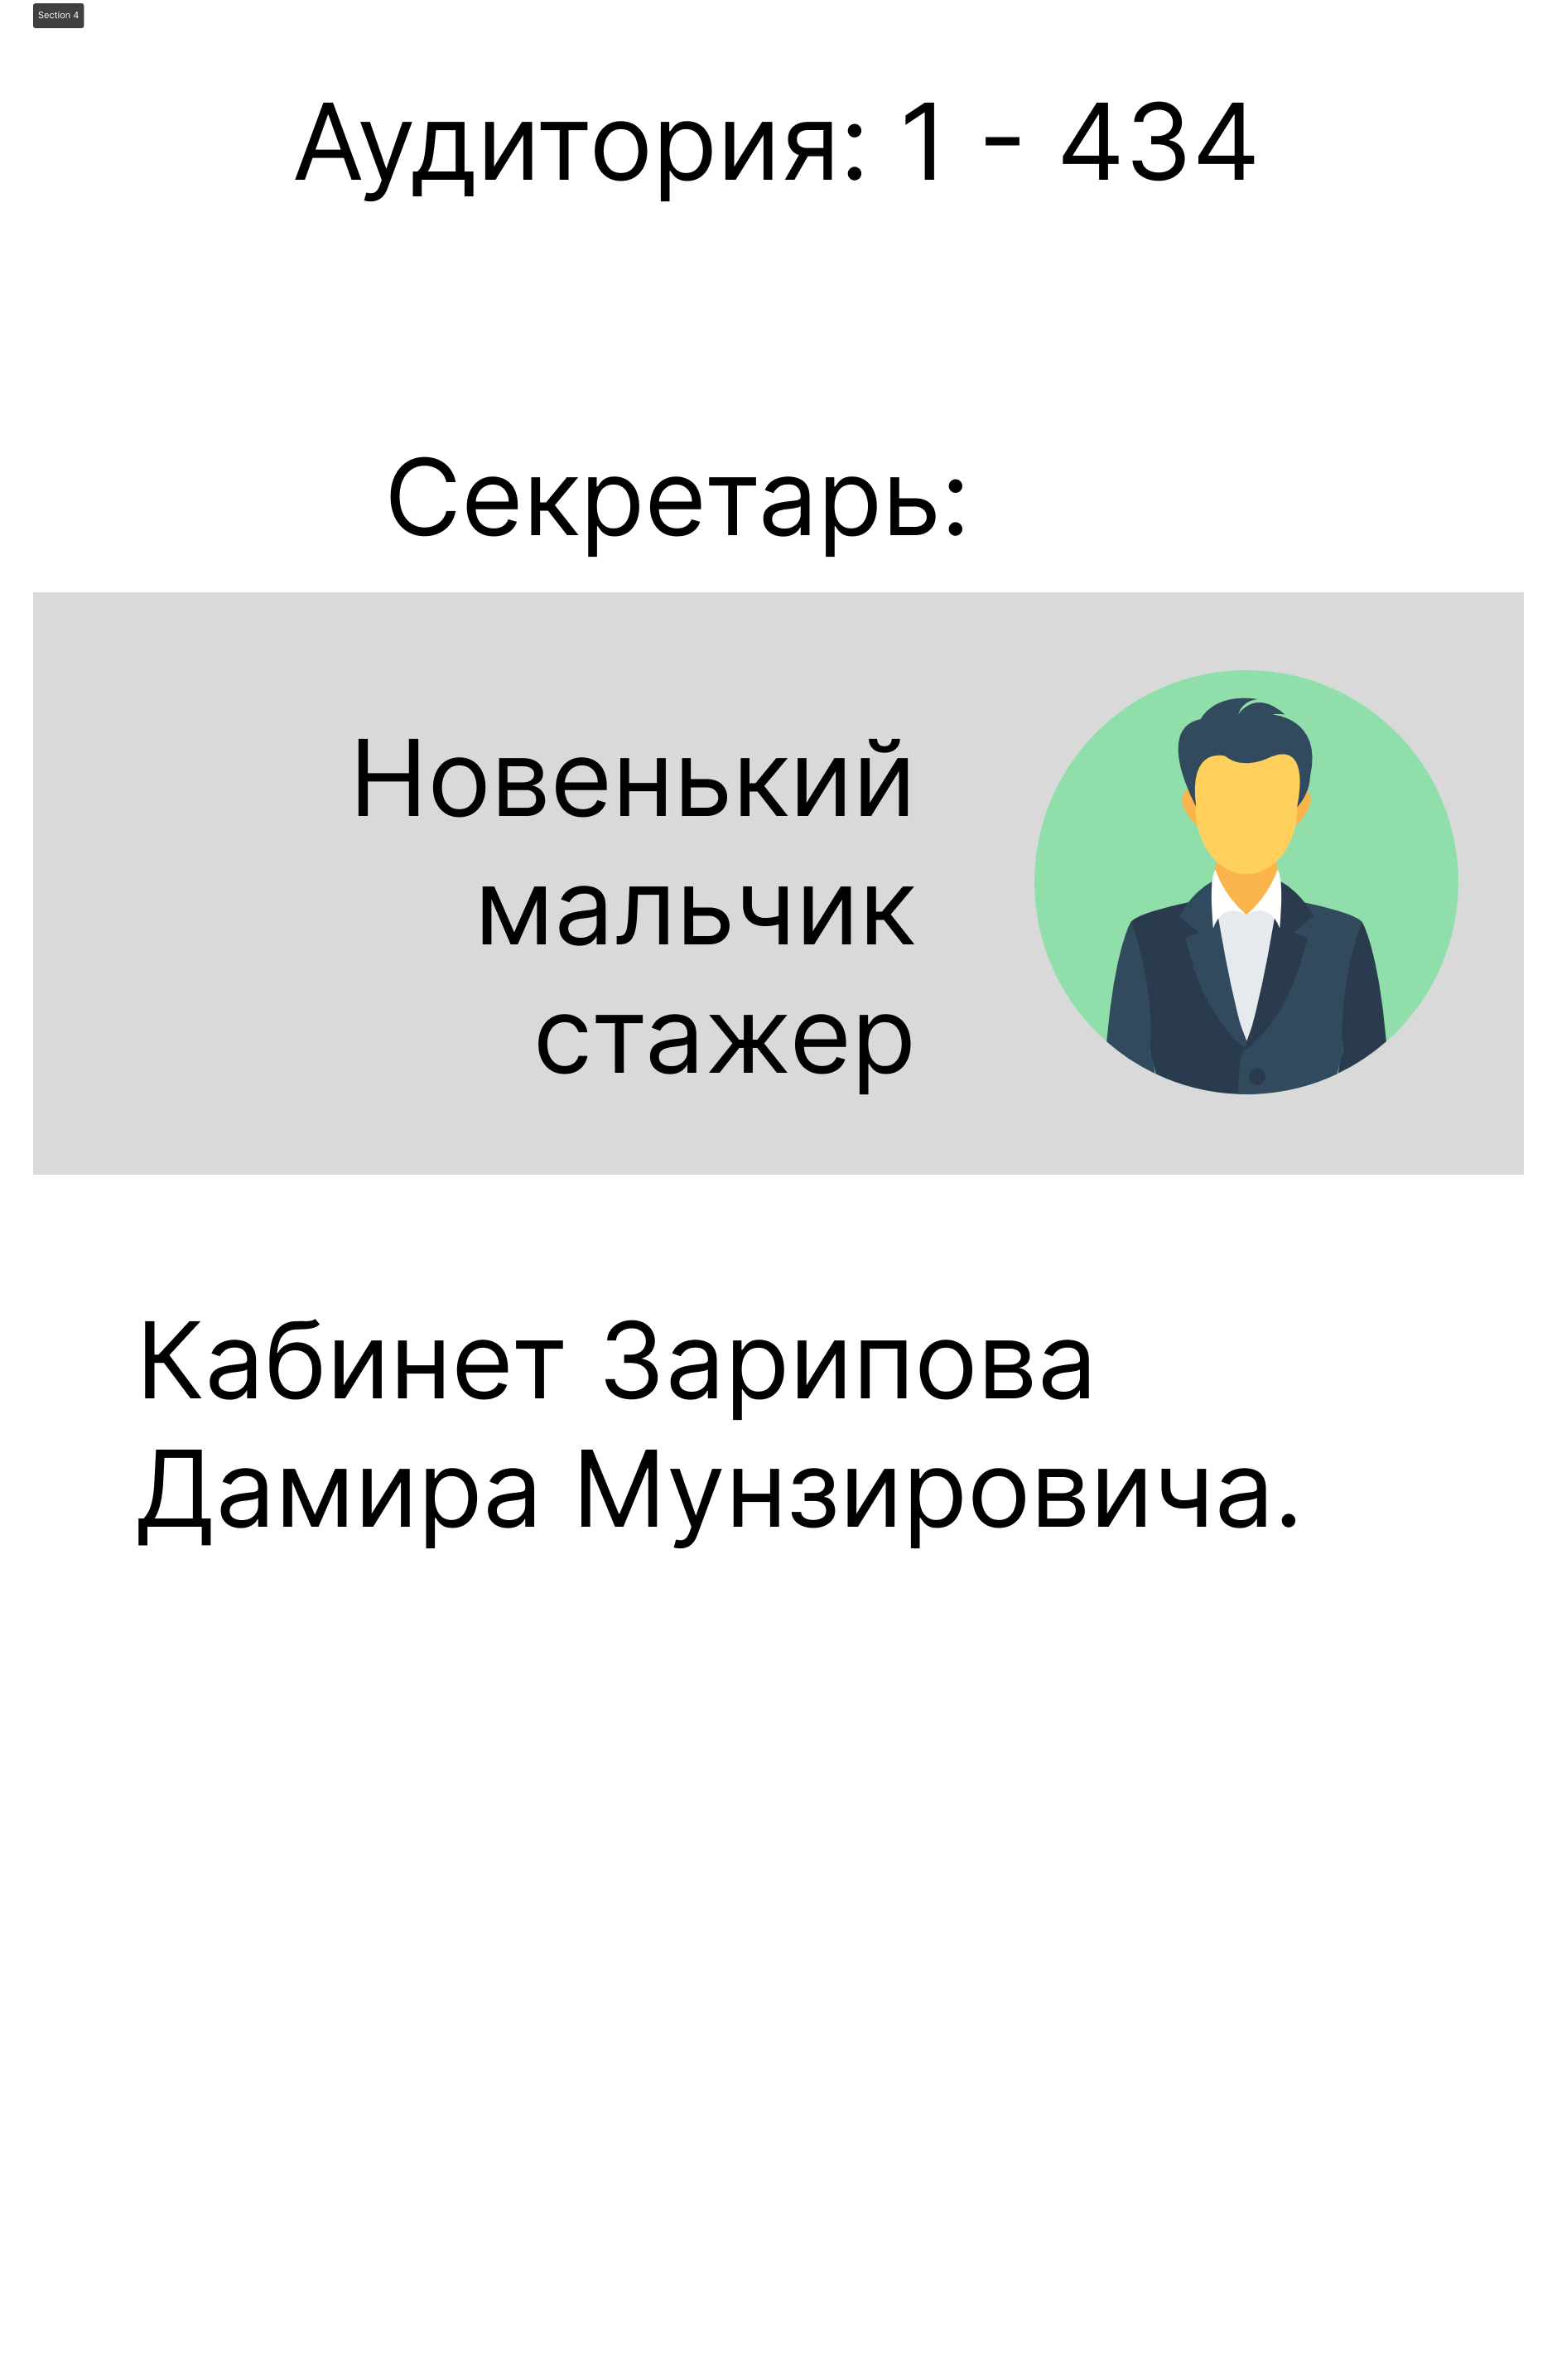 Section 4
Аудитория: 1 - 434
Секретарь:
Новенький
мальчик
стажер
Кабинет Зарипова
Дамира Мунзировича.